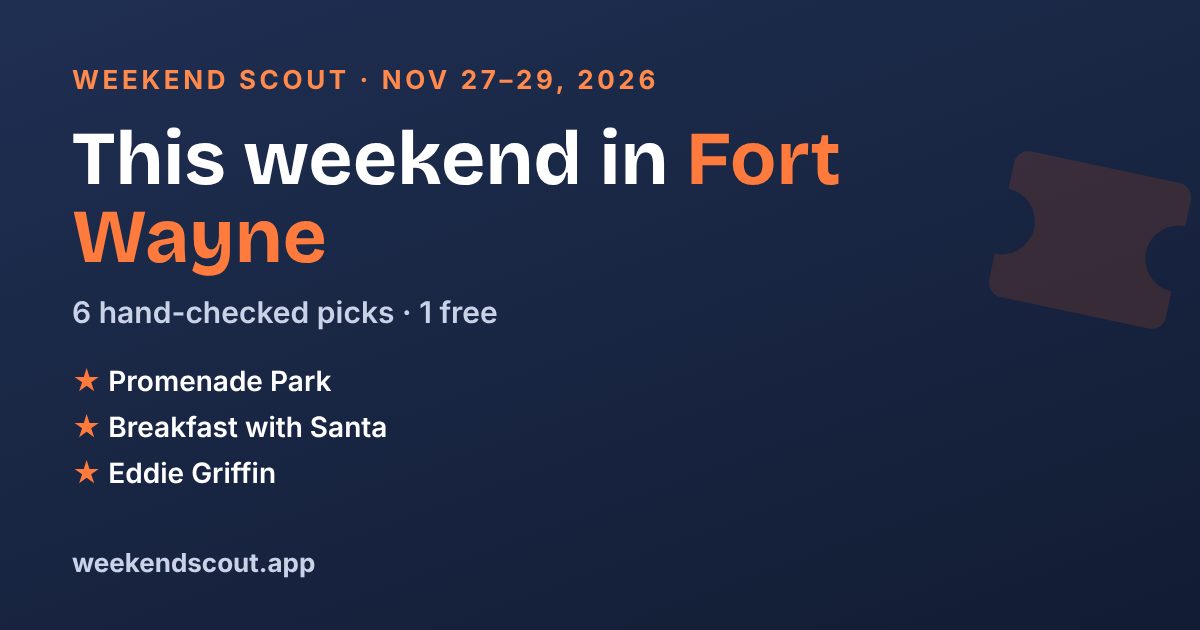 WEEKEND SCOUT · NOV 27–29, 2026
This weekend in Fort
Wayne
6 hand-checked picks · 1 free
★ Promenade Park
★ Breakfast with Santa
★ Eddie Griffin
weekendscout.app